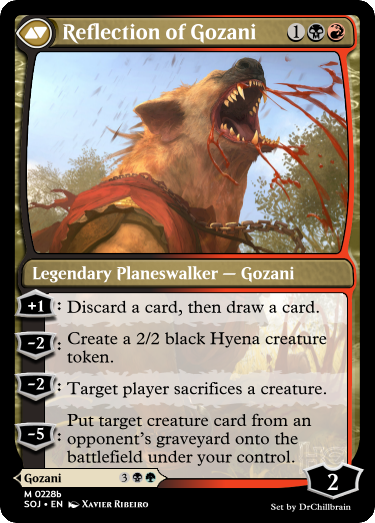 Reflection of Gozani 1
Legendary Planeswalker — Gozani
+1: Discard a card, then draw a card.
-2: Create a 2/2 black Hyena creature
token.
-2: Target player sacrifices a creature.
-5: Put target creature card from an
opponent's graveyard onto the
battlefield under your control.
Gozani 3
2
M 0228b
SOJ • EN XAVIER RIBEIRO
Set by DrChillbrain